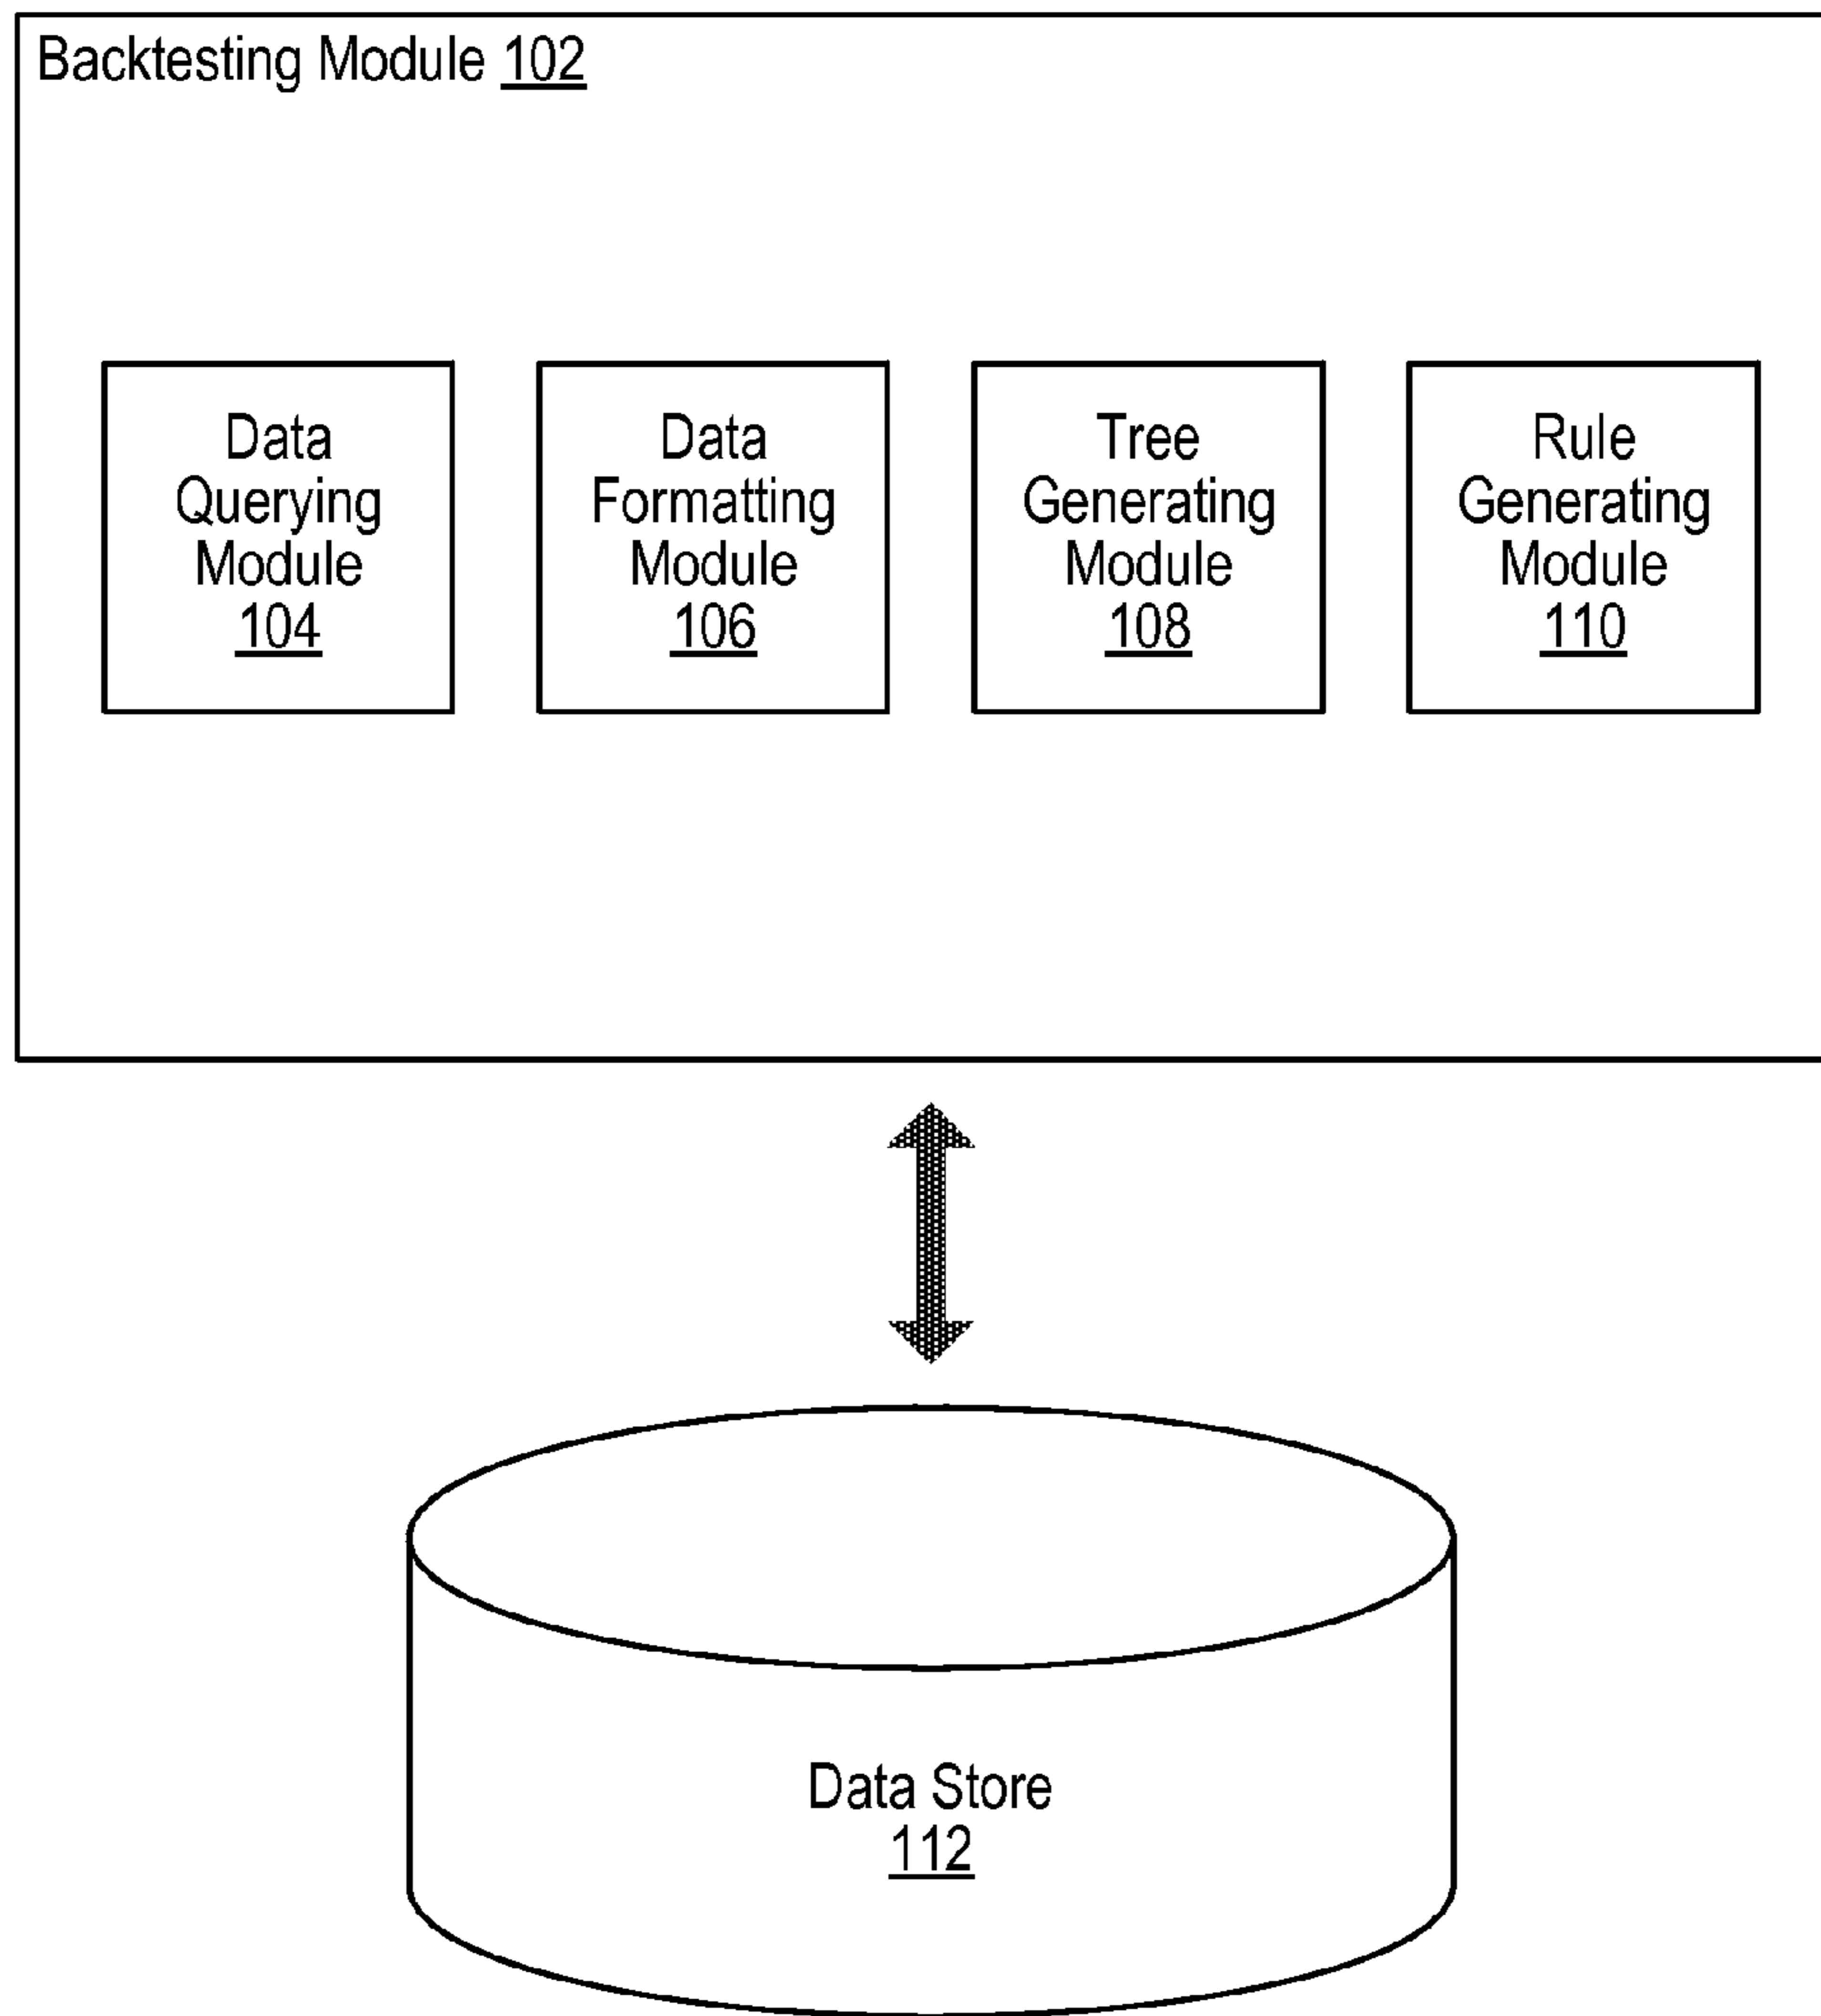 Backtesting Module 102
Data
Querying
Module
104
Data
Formatting
Module
106
Tree
Generating
Module
108
Rule
Generating
Module
110
Data Store
112